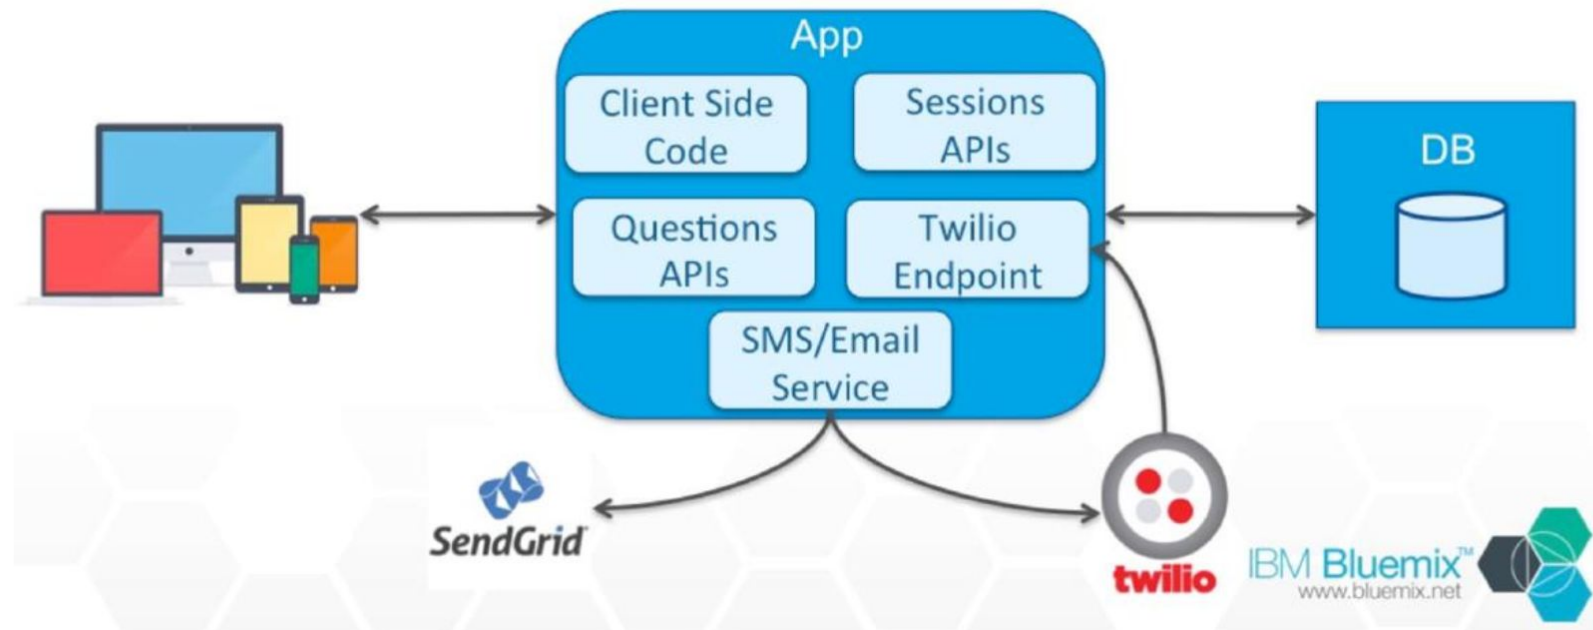 App
Client Side
Code
Sessions
APIs
DB
Questions
APIs
Twilio
Endpoint
SMS/Email
Service
SendGrid
twilio
IBM Bluemix™
www.bluemix.net